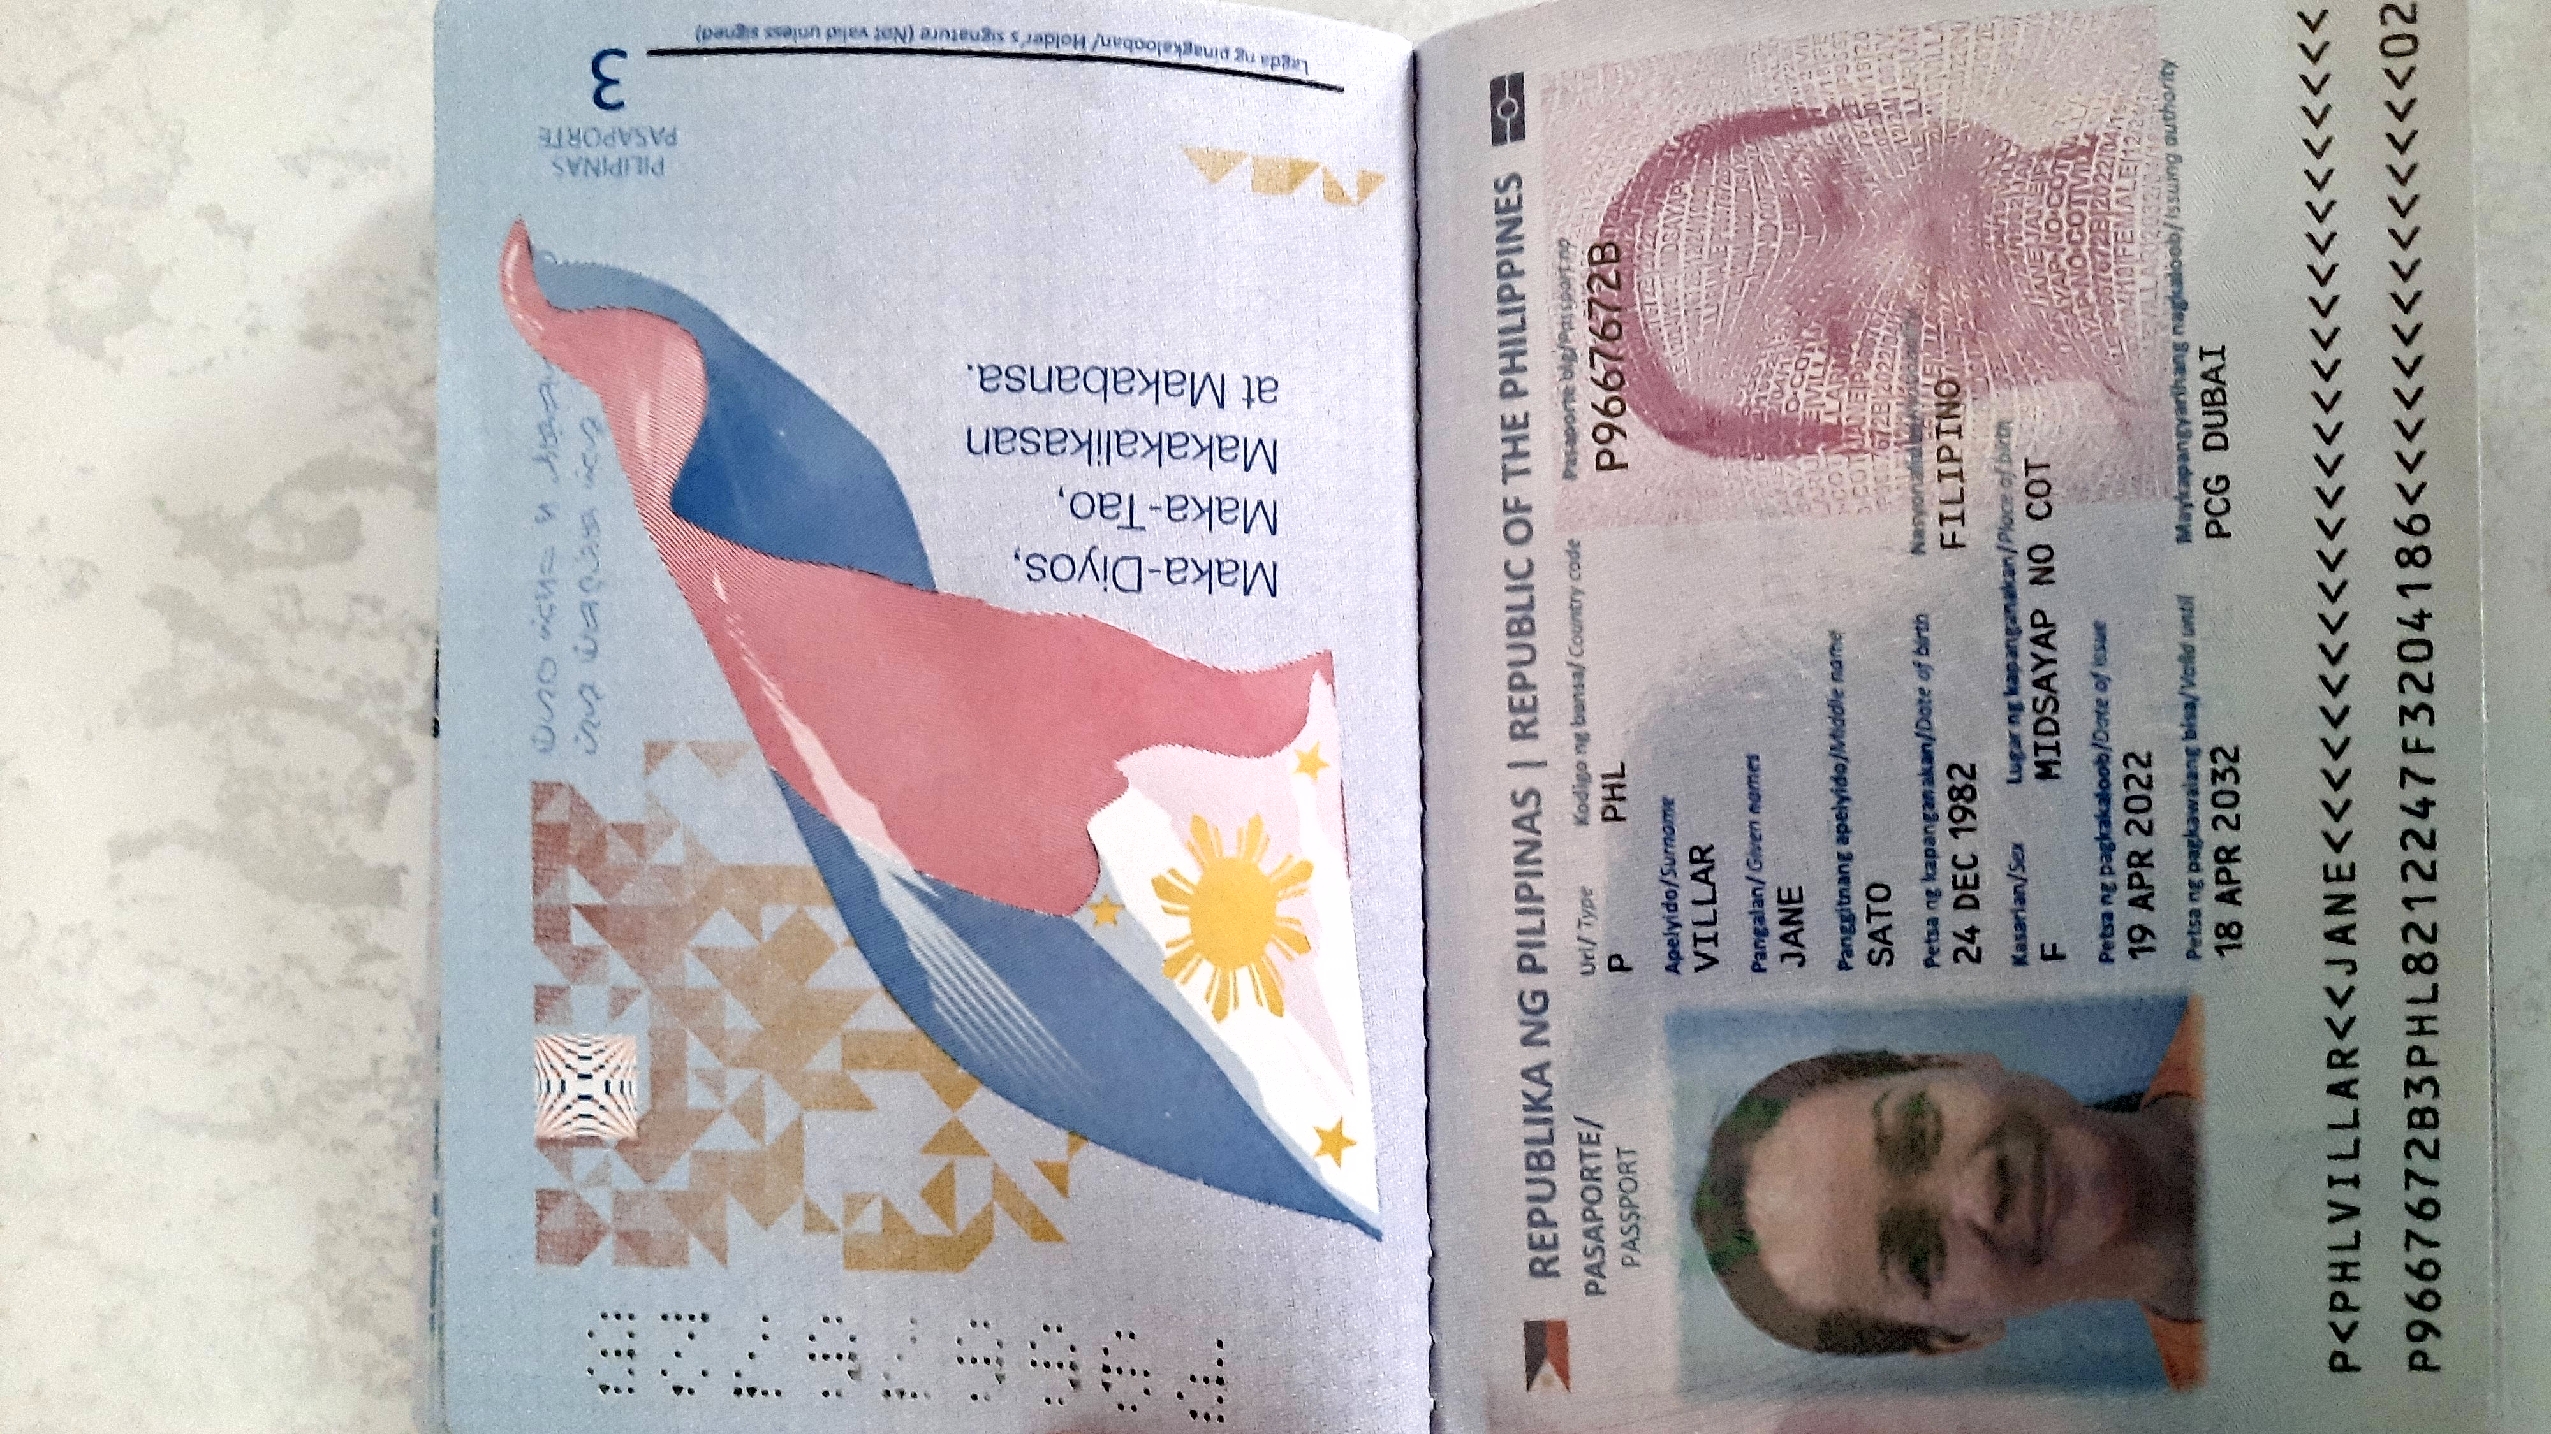 Lagda ng pinagkalooban/ Holder's signature (Not valid unless signed)
3
PILIPINAS
PASAPORTE
Maka-Diyos,
Maka-Tao,
Makakalikasan
at Makabansa.
REPUBLIKA NG PILIPINAS | REPUBLIC OF THE PHILIPPINES
PASAPORTE/
PASSPORT
Uri/ Type
P
Kodigo ng bansa/ Country code
PHL
Pasaporte blg/Passport no
P9667672B
Apelyido/Surname
VILLAR
Pangalan/Given names
JANE
Panggitnang apelyido/Middle name
SATO
Petsa ng kapanganakan/Date of birth
24 DEC 1982
FILIPINO
Kasarian/Sex
F
Lugar ng kapanganakan/Place of birth
MIDSAYAP NO COT
Petsa ng pagkakaloob/Date of issue
19 APR 2022
Petsa ng pagkawalang bisa/Valid until
18 APR 2032
Maykapangyarihang nagkaloob/Issuing authority
PCG DUBAI
P<PHLVILLAR<<JANE<<<<<<<<<<<<<<<<<<<<<<<<<<<
P9667672B3PHL8212247F3204186<<<<<<<<<<<<<<02
P9667672B